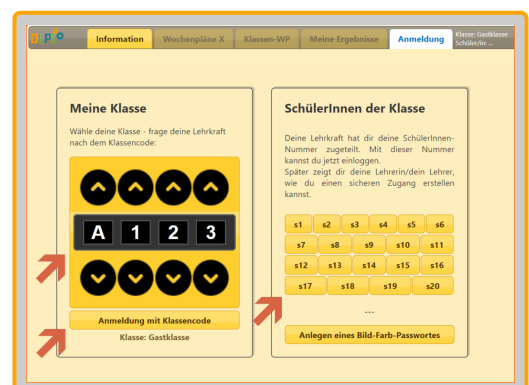 Information Wochenpläne X Klassen-WP Meine Ergebnisse Anmeldung
Klasse: Gastklasse
Schüler/in: ...
Meine Klasse
Wähle deine Klasse - frage deine Lehrkraft
nach dem Klassencode:
A 1 2 3
Anmeldung mit Klassencode
Klasse: Gastklasse
SchülerInnen der Klasse
Deine Lehrkraft hat dir deine SchülerInnen-
Nummer zugeteilt. Mit dieser Nummer
kannst du jetzt einloggen.
Später zeigt dir deine Lehrerin/dein Lehrer,
wie du einen sicheren Zugang erstellen
kannst.
s1 s2 s3 s4 s5 s6
s7 s8 s9 s10 s11
s12 s13 s14 s15 s16
s17 s18 s19 s20
---
Anlegen eines Bild-Farb-Passwortes